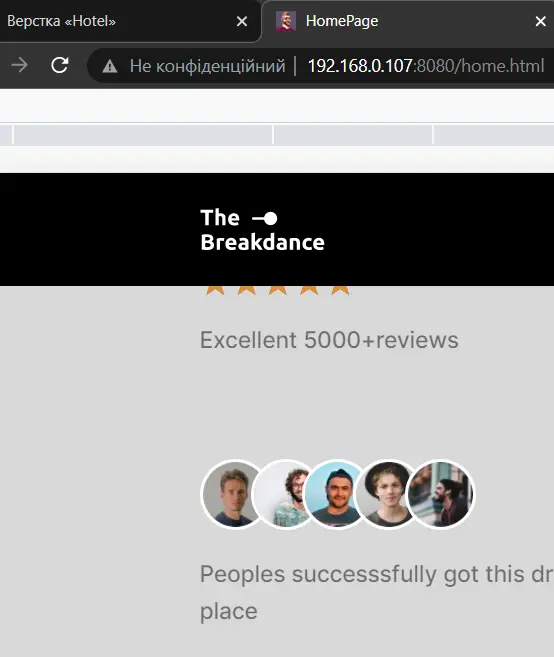 Верстка «Hotel»
HomePage
Не конфіденційний
192.168.0.107:8080/home.html
The
Breakdance
Excellent 5000+reviews
Peoples successsfully got this dr
place